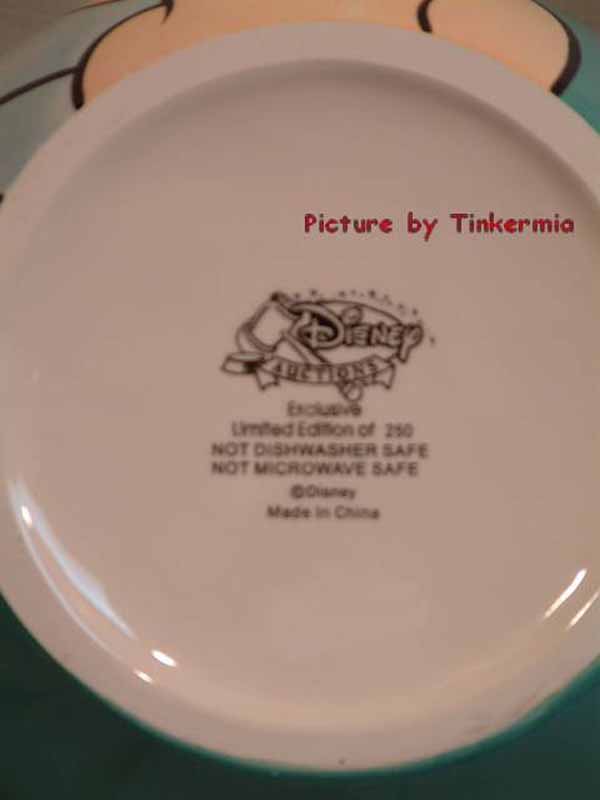 Picture by Tinkermia
Disney
AUCTIONS
Exclusive
Limited Edition of 250
NOT DISHWASHER SAFE
NOT MICROWAVE SAFE
©Disney
Made In China